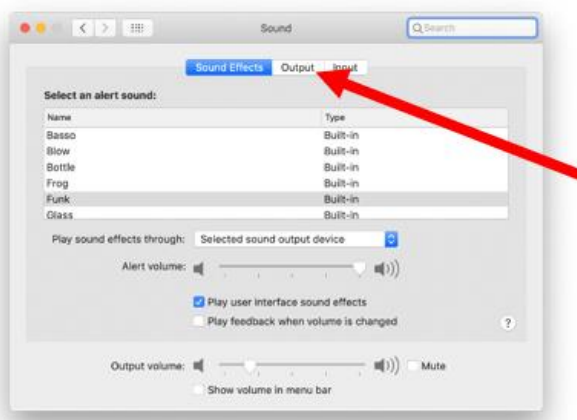 Sound
Search
Sound Effects Output Input
Select an alert sound:
Name Type
Basso Built-in
Blow Built-in
Bottle Built-in
Frog Built-in
Funk Built-in
Glass Built-in
Play sound effects through: Selected sound output device
Alert volume:
Play user interface sound effects
Play feedback when volume is changed
?
Output volume: Mute
Show volume in menu bar